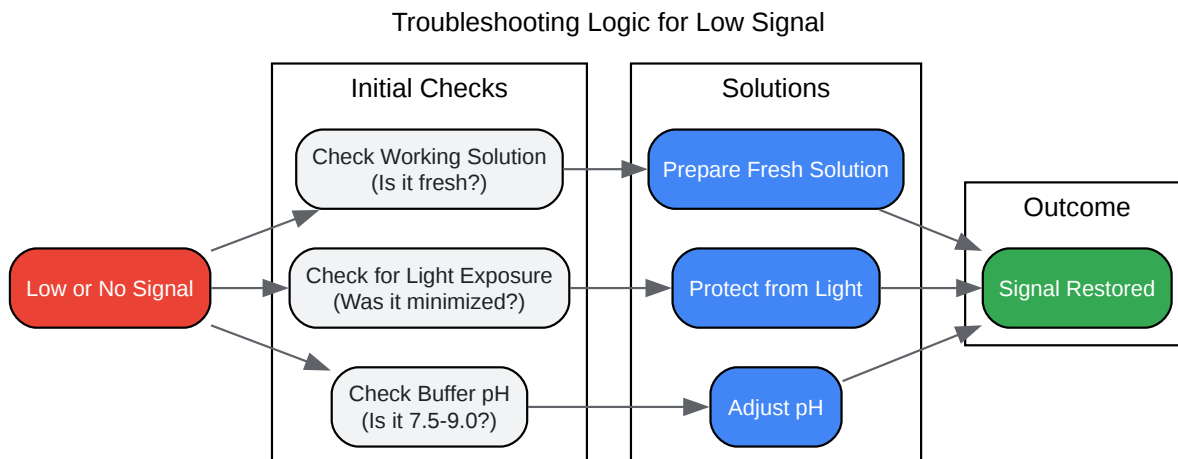 Troubleshooting Logic for Low Signal
Initial Checks
Solutions
Outcome
Low or No Signal
Check Working Solution
(Is it fresh?)
Prepare Fresh Solution
Check for Light Exposure
(Was it minimized?)
Protect from Light
Signal Restored
Check Buffer pH
(Is it 7.5-9.0?)
Adjust pH